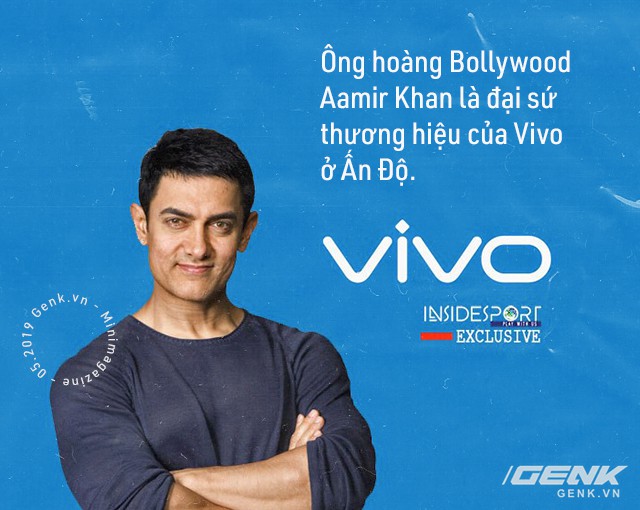 Ông hoàng Bollywood
Aamir Khan là đại sứ
thương hiệu của Vivo
ở Ấn Độ.
vivo
INSIDESPORT
PLAY WITH US
EXCLUSIVE
05.2019 Genk.vn - Minimagazine -
/GENK
GENK.VN